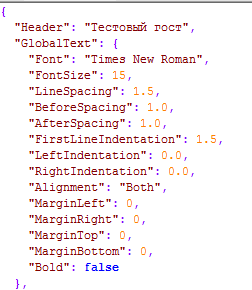 {
"Header": "Тестовый гост",
"GlobalText": {
"Font": "Times New Roman",
"FontSize": 15,
"LineSpacing": 1.5,
"BeforeSpacing": 1.0,
"AfterSpacing": 1.0,
"FirstLineIndentation": 1.5,
"LeftIndentation": 0.0,
"RightIndentation": 0.0,
"Alignment": "Both",
"MarginLeft": 0,
"MarginRight": 0,
"MarginTop": 0,
"MarginBottom": 0,
"Bold": false
},